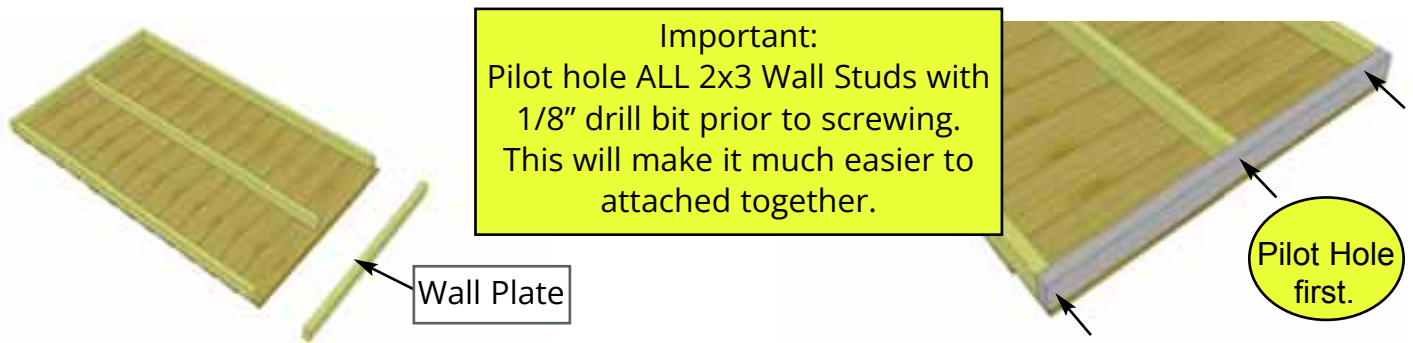 Important:
Pilot hole ALL 2x3 Wall Studs with
1/8” drill bit prior to screwing.
This will make it much easier to
attached together.
Wall Plate
Pilot Hole
first.